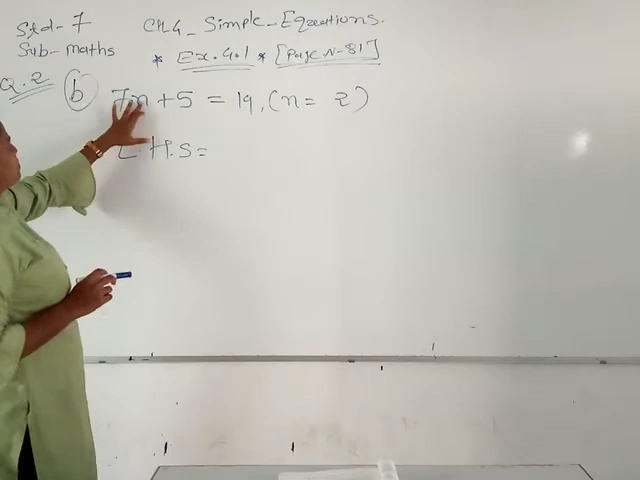 Std-7 CH.4_Simple_Equations.
Sub-maths * Ex.4.1 * [Page N-81]
Q.2 (b) 7n+5 = 19, (n = 2)
L.H.S =